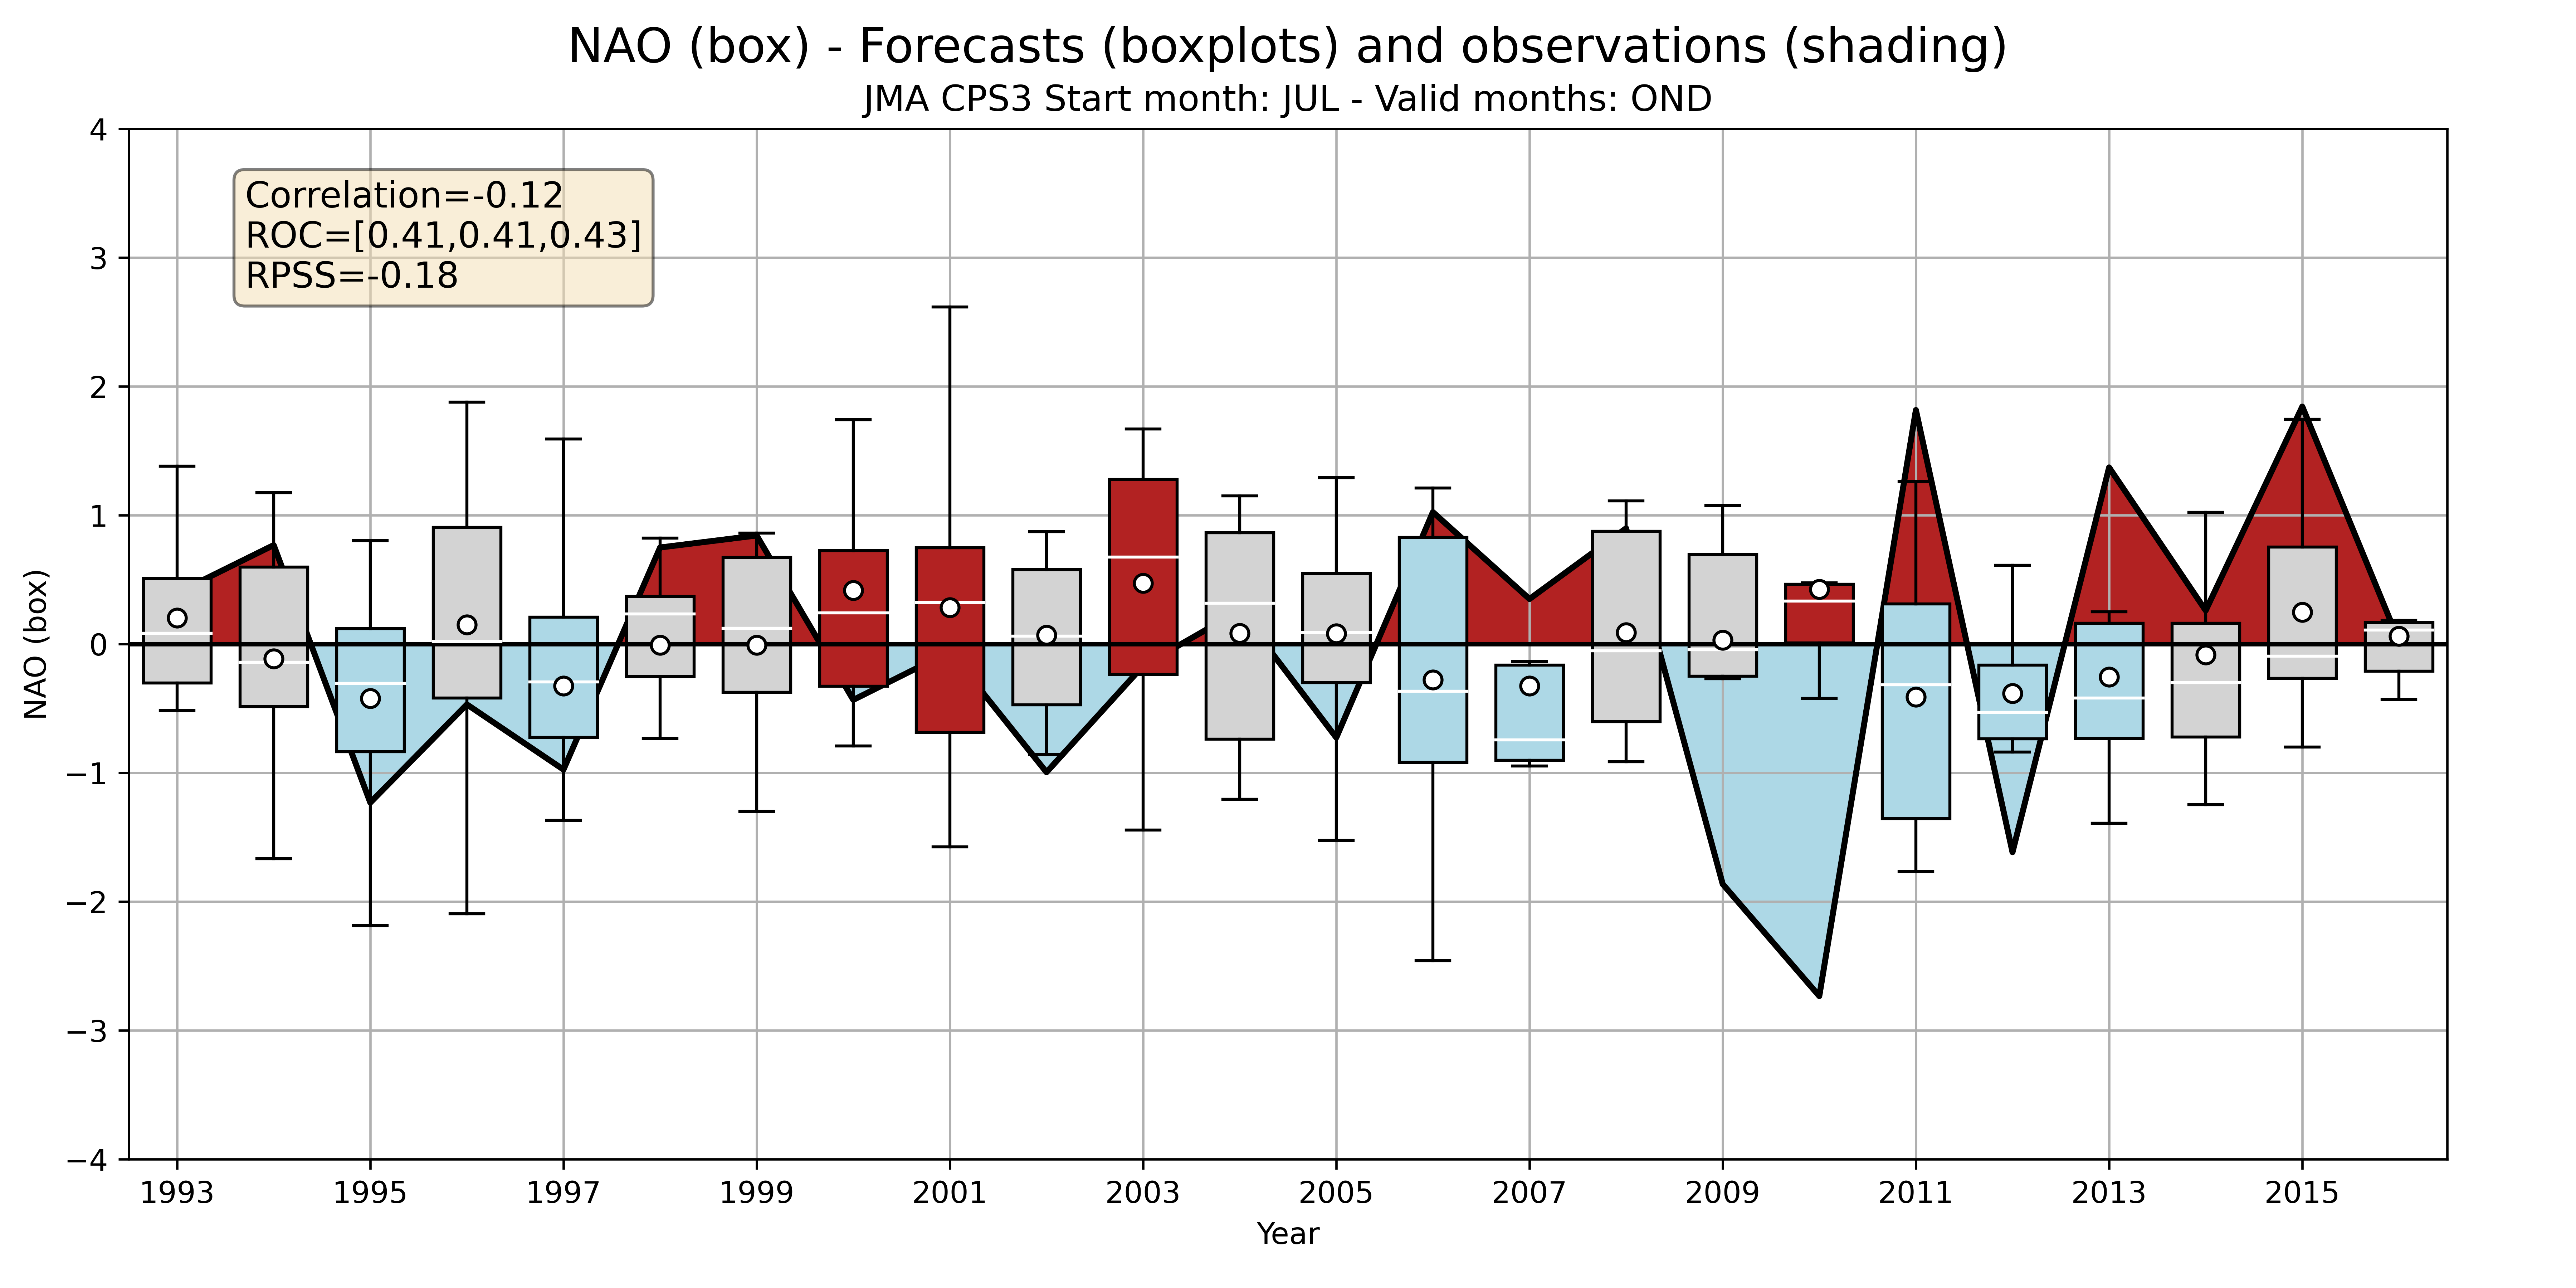 NAO (box) - Forecasts (boxplots) and observations (shading)
JMA CPS3 Start month: JUL - Valid months: OND
Correlation=-0.12
ROC=[0.41,0.41,0.43]
RPSS=-0.18
NAO (box)
4
3
2
1
0
−1
−2
−3
−4
1993 1995 1997 1999 2001 2003 2005 2007 2009 2011 2013 2015
Year